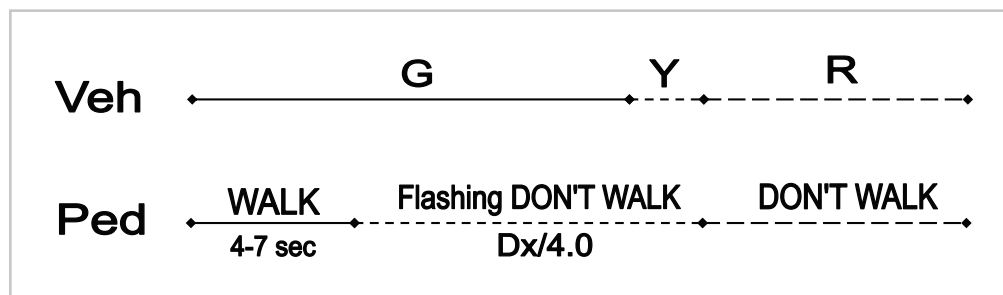 Veh G Y R
Ped WALK Flashing DON'T WALK DON'T WALK
4-7 sec Dx/4.0